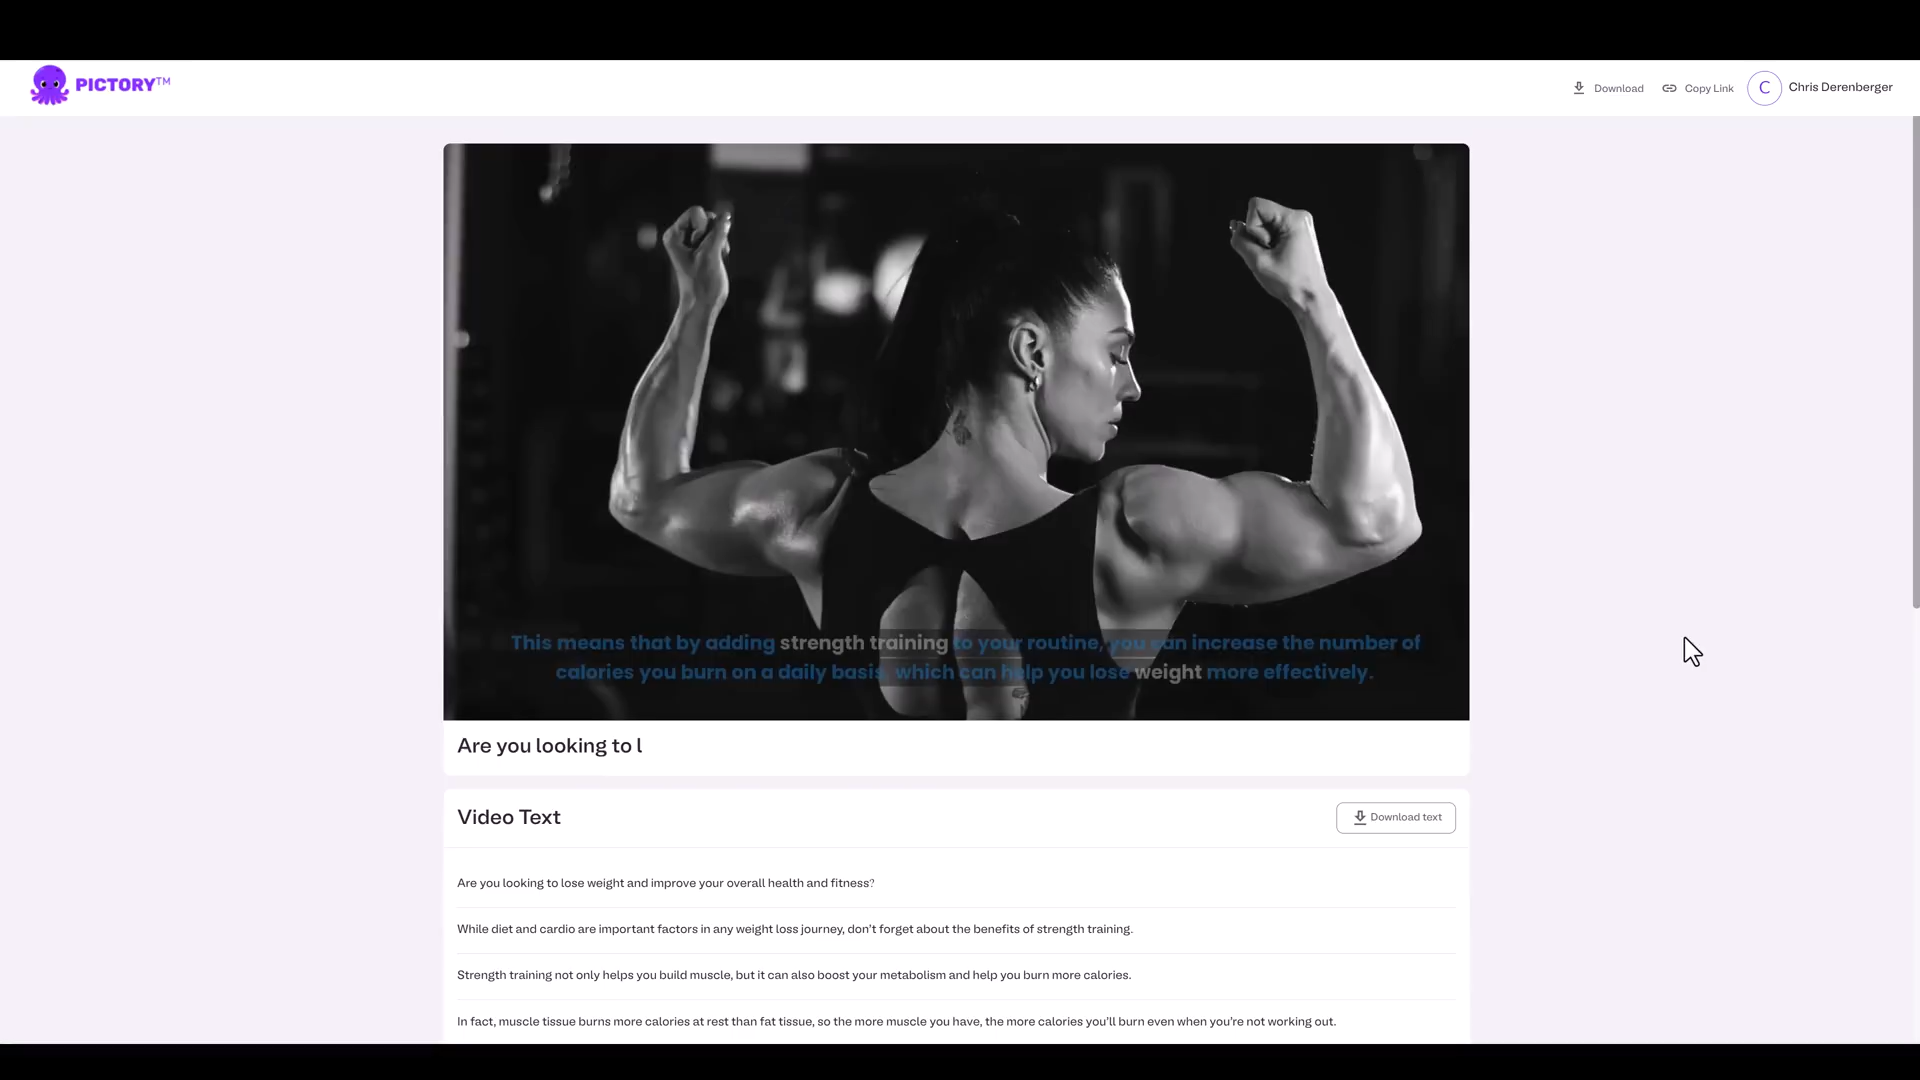 PICTORY™
Download
Copy Link
C
Chris Derenberger
This means that by adding strength training to your routine, you can increase the number of
calories you burn on a daily basis, which can help you lose weight more effectively.
Are you looking to l
Video Text
Download text
Are you looking to lose weight and improve your overall health and fitness?
While diet and cardio are important factors in any weight loss journey, don't forget about the benefits of strength training.
Strength training not only helps you build muscle, but it can also boost your metabolism and help you burn more calories.
In fact, muscle tissue burns more calories at rest than fat tissue, so the more muscle you have, the more calories you'll burn even when you're not working out.